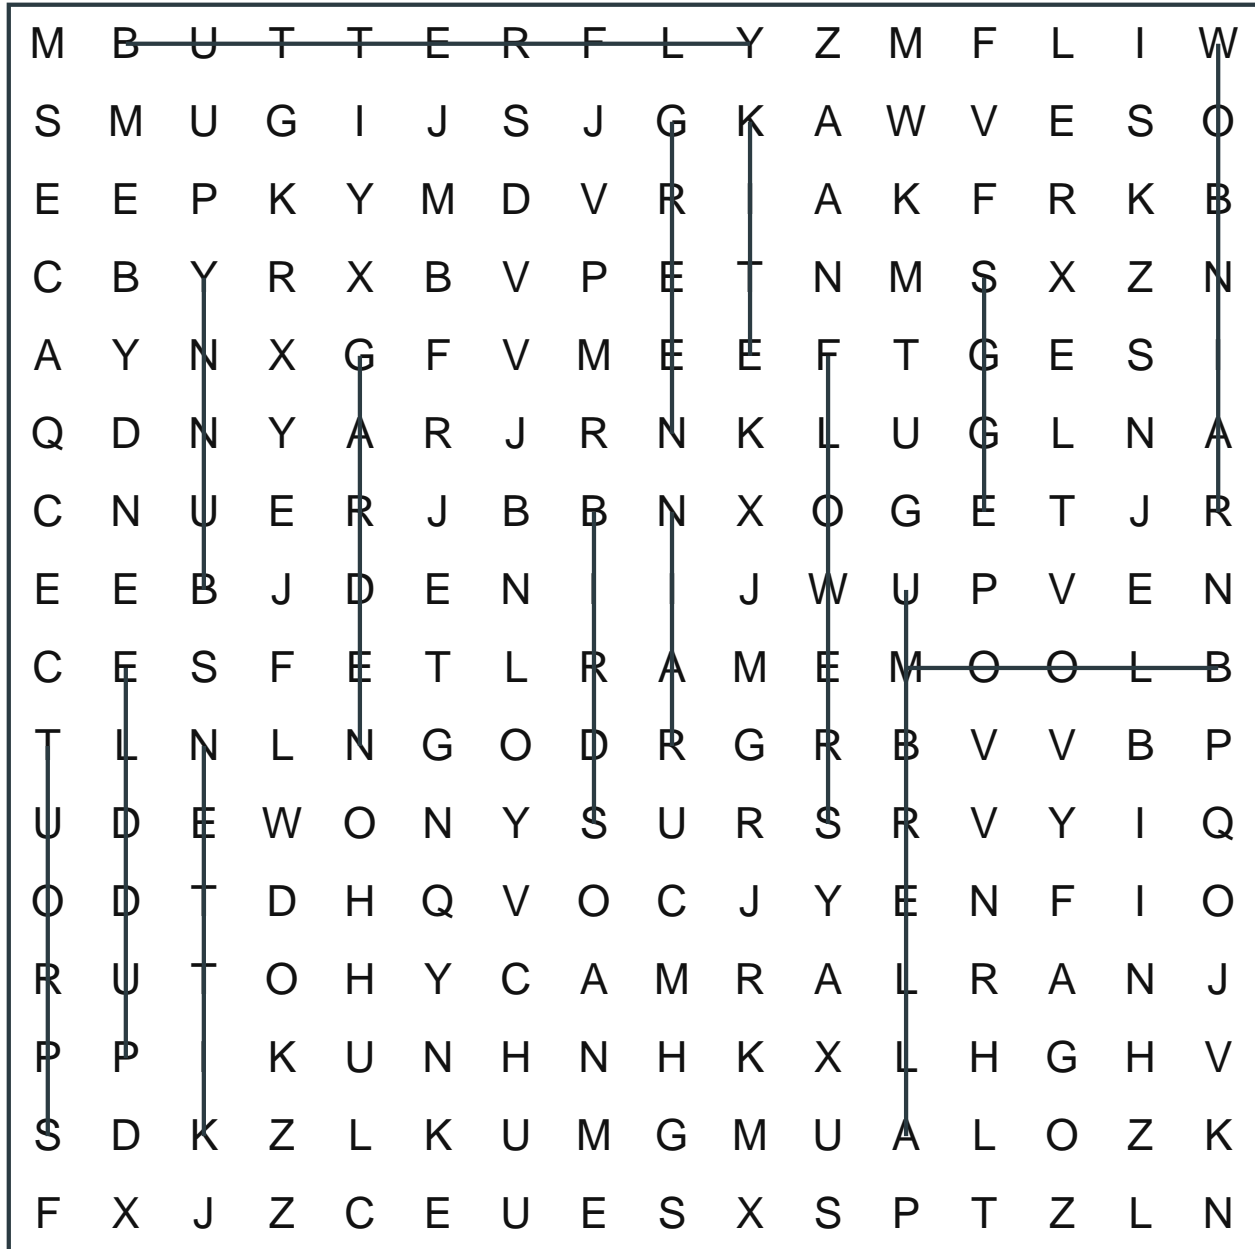 M B U T T E R F L Y Z M F L I W
S M U G I J S J G K A W V E S O
E E P K Y M D V R I A K F R K B
C B Y R X B V P E T N M S X Z N
A Y N X G F V M E E F T G E S I
Q D N Y A R J R N K L U G L N A
C N U E R J B B N X O G E T J R
E E B J D E N I I J W U P V E N
C E S F E T L R A M E M O O L B
T L N L N G O D R G R B V V B P
U D E W O N Y S U R S R V Y I Q
O D T D H Q V O C J Y E N F I O
R U T O H Y C A M R A L R A N J
P P I K U N H N H K X L H G H V
S D K Z L K U M G M U A L O Z K
F X J Z C E U E S X S P T Z L N